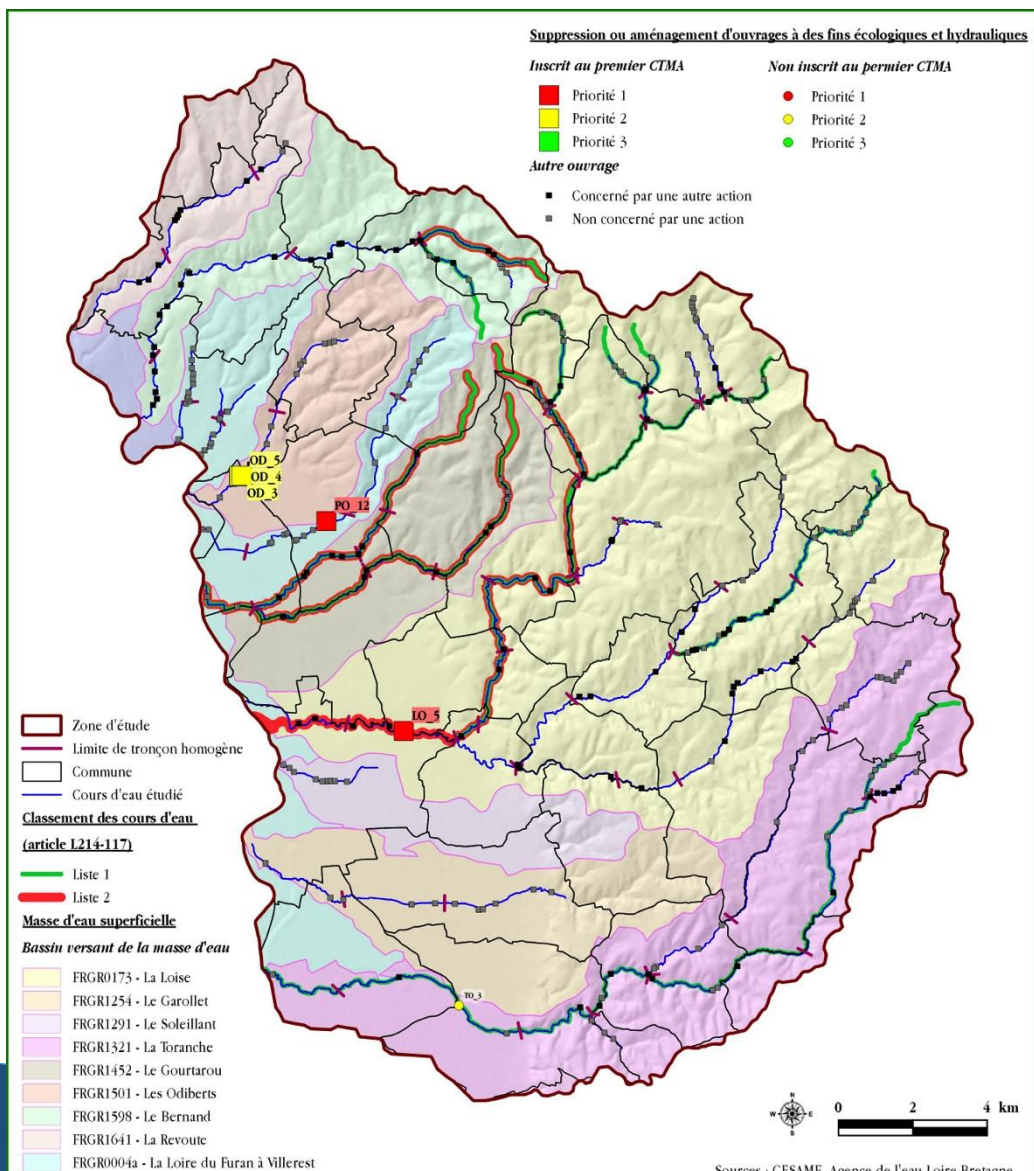 Suppression ou aménagement d'ouvrages à des fins écologiques et hydrauliques
Inscrit au premier CTMA
Priorité 1
Priorité 2
Priorité 3
Non inscrit au permier CTMA
Priorité 1
Priorité 2
Priorité 3
Autre ouvrage
Concerné par une autre action
Non concerné par une action
OD_5
OD_4
OD_3
PO_12
LO_5
TO_3
Zone d'étude
Limite de tronçon homogène
Commune
Cours d'eau étudié
Classement des cours d'eau
(article L214-117)
Liste 1
Liste 2
Masse d'eau superficielle
Bassin versant de la masse d'eau
FRGR0173 - La Loise
FRGR1254 - Le Garollet
FRGR1291 - Le Soleillant
FRGR1321 - La Toranche
FRGR1452 - Le Gourtarou
FRGR1501 - Les Odiberts
FRGR1598 - Le Bernand
FRGR1641 - La Revoute
FRGR0004a - La Loire du Furan à Villerest
N
W E
S
0 2 4 km
Sources : CESAME, Agence de l'eau Loire Bretagne